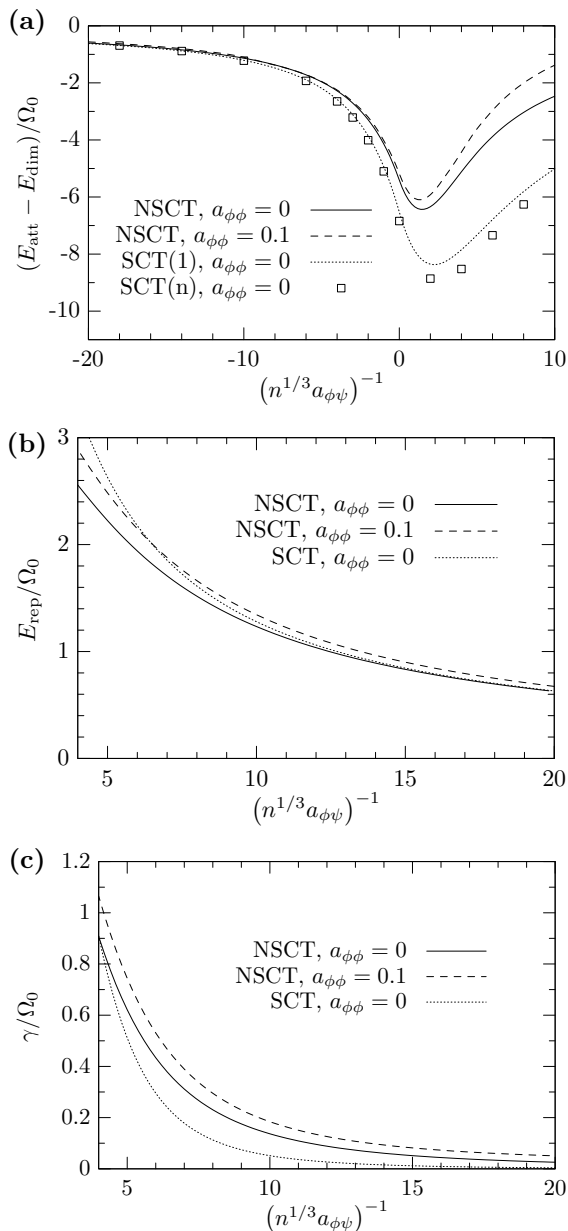 (a)
0
-2
-4
-6
-8
-10
(E_att − E_dim)/Ω_0
NSCT, a_ϕϕ = 0
NSCT, a_ϕϕ = 0.1
SCT(1), a_ϕϕ = 0
SCT(n), a_ϕϕ = 0
-20 -10 0 10
(n^{1/3} a_ϕψ)^{−1}
(b)
3
2
1
0
E_rep/Ω_0
NSCT, a_ϕϕ = 0
NSCT, a_ϕϕ = 0.1
SCT, a_ϕϕ = 0
5 10 15 20
(n^{1/3} a_ϕψ)^{−1}
(c)
1.2
1
0.8
0.6
0.4
0.2
0
γ/Ω_0
NSCT, a_ϕϕ = 0
NSCT, a_ϕϕ = 0.1
SCT, a_ϕϕ = 0
5 10 15 20
(n^{1/3} a_ϕψ)^{−1}